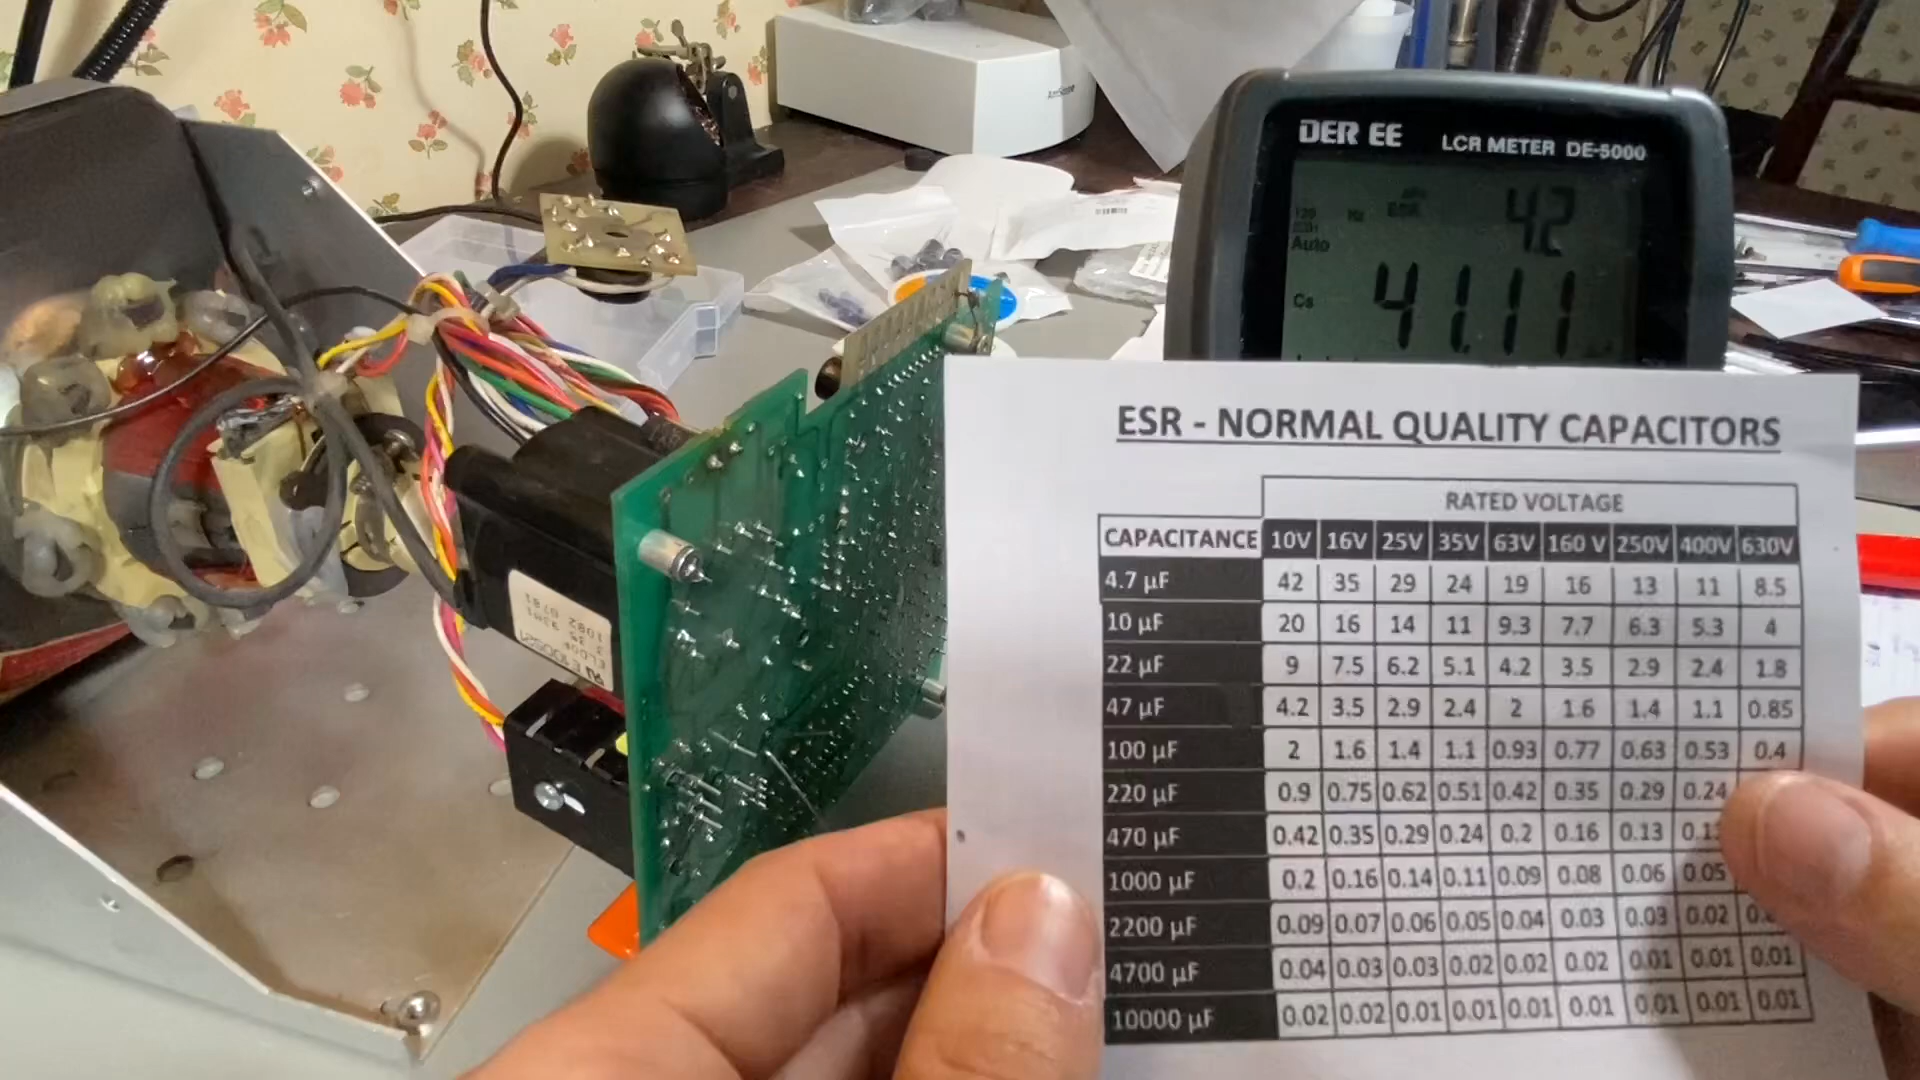 DER EE LCR METER DE-5000
42
Auto
Cs 41.11
ESR - NORMAL QUALITY CAPACITORS
RATED VOLTAGE
CAPACITANCE 10V 16V 25V 35V 63V 160 V 250V 400V 630V
4.7 µF 42 35 29 24 19 16 13 11 8.5
10 µF 20 16 14 11 9.3 7.7 6.3 5.3 4
22 µF 9 7.5 6.2 5.1 4.2 3.5 2.9 2.4 1.8
47 µF 4.2 3.5 2.9 2.4 2 1.6 1.4 1.1 0.85
100 µF 2 1.6 1.4 1.1 0.93 0.77 0.63 0.53 0.4
220 µF 0.9 0.75 0.62 0.51 0.42 0.35 0.29 0.24
470 µF 0.42 0.35 0.29 0.24 0.2 0.16 0.13
1000 µF 0.2 0.16 0.14 0.11 0.09 0.08 0.06 0.05
2200 µF 0.09 0.07 0.06 0.05 0.04 0.03 0.03 0.02
4700 µF 0.04 0.03 0.03 0.02 0.02 0.02 0.01 0.01 0.01
10000 µF 0.02 0.02 0.01 0.01 0.01 0.01 0.01 0.01 0.01